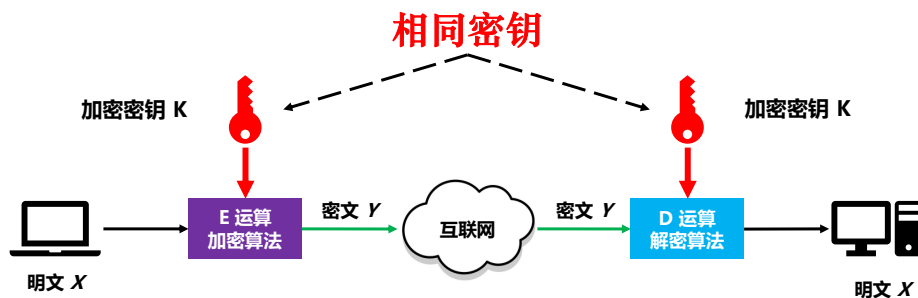 相同密钥
加密密钥 K
加密密钥 K
E 运算
加密算法
密文 Y
互联网
密文 Y
D 运算
解密算法
明文 X
明文 X